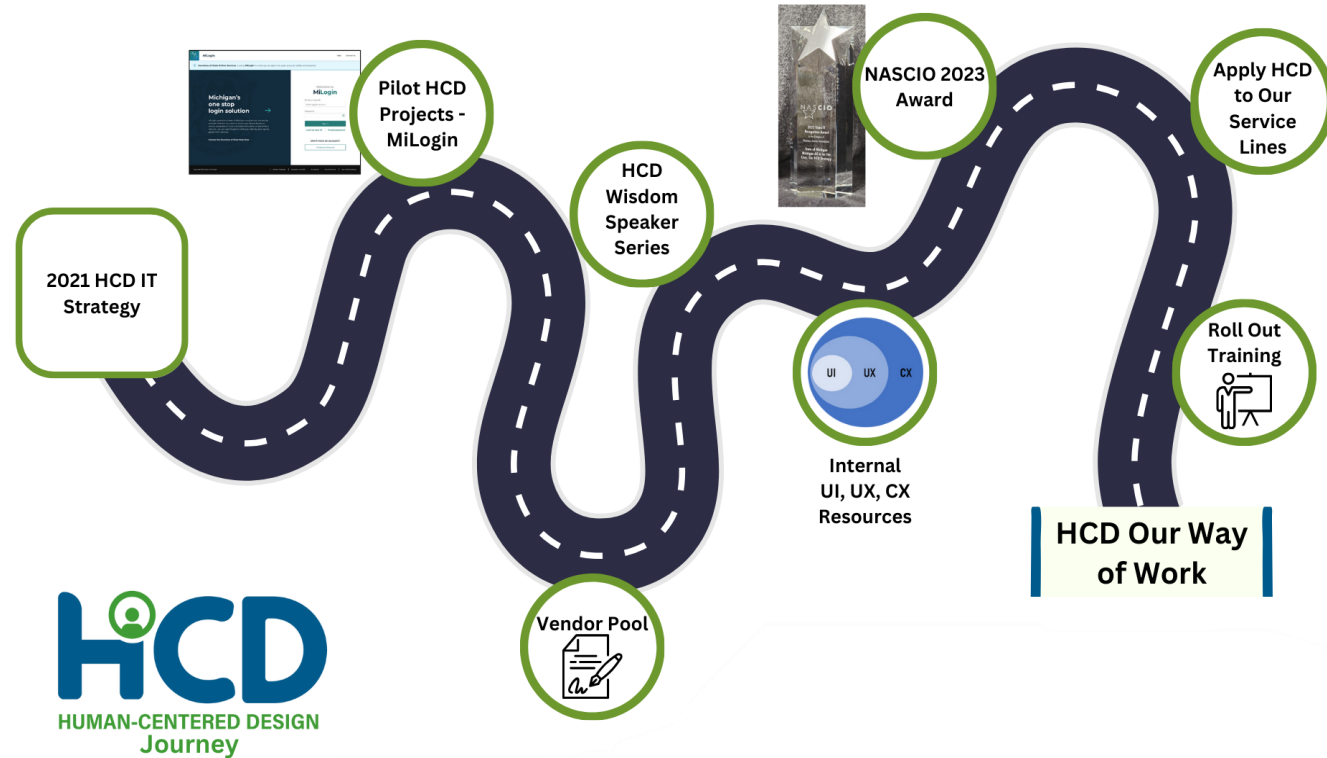 MiLogin
Michigan's
one stop
login solution
MiLogin
Pilot HCD
Projects -
MiLogin
NASCIO
NASCIO 2023
Award
Apply HCD
to Our
Service
Lines
HCD
Wisdom
Speaker
Series
2021 HCD IT
Strategy
UI
UX
CX
Internal
UI, UX, CX
Resources
Roll Out
Training
HCD Our Way
of Work
Vendor Pool
HCD
HUMAN-CENTERED DESIGN
Journey